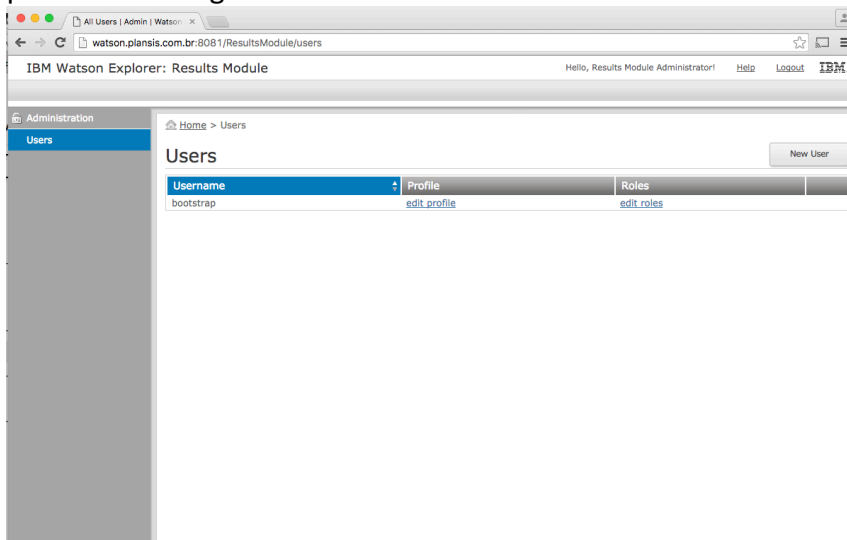 All Users | Admin | Watson
watson.plansis.com.br:8081/ResultsModule/users
IBM Watson Explorer: Results Module
Hello, Results Module Administrator! Help Logout IBM
Administration
Users
Home > Users
Users
New User
Username Profile Roles
bootstrap edit profile edit roles